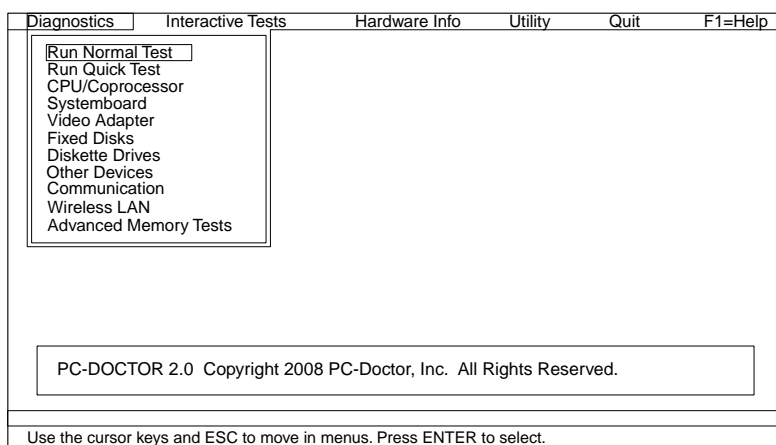 Diagnostics Interactive Tests Hardware Info Utility Quit F1=Help
Run Normal Test
Run Quick Test
CPU/Coprocessor
Systemboard
Video Adapter
Fixed Disks
Diskette Drives
Other Devices
Communication
Wireless LAN
Advanced Memory Tests
PC-DOCTOR 2.0 Copyright 2008 PC-Doctor, Inc. All Rights Reserved.
Use the cursor keys and ESC to move in menus. Press ENTER to select.